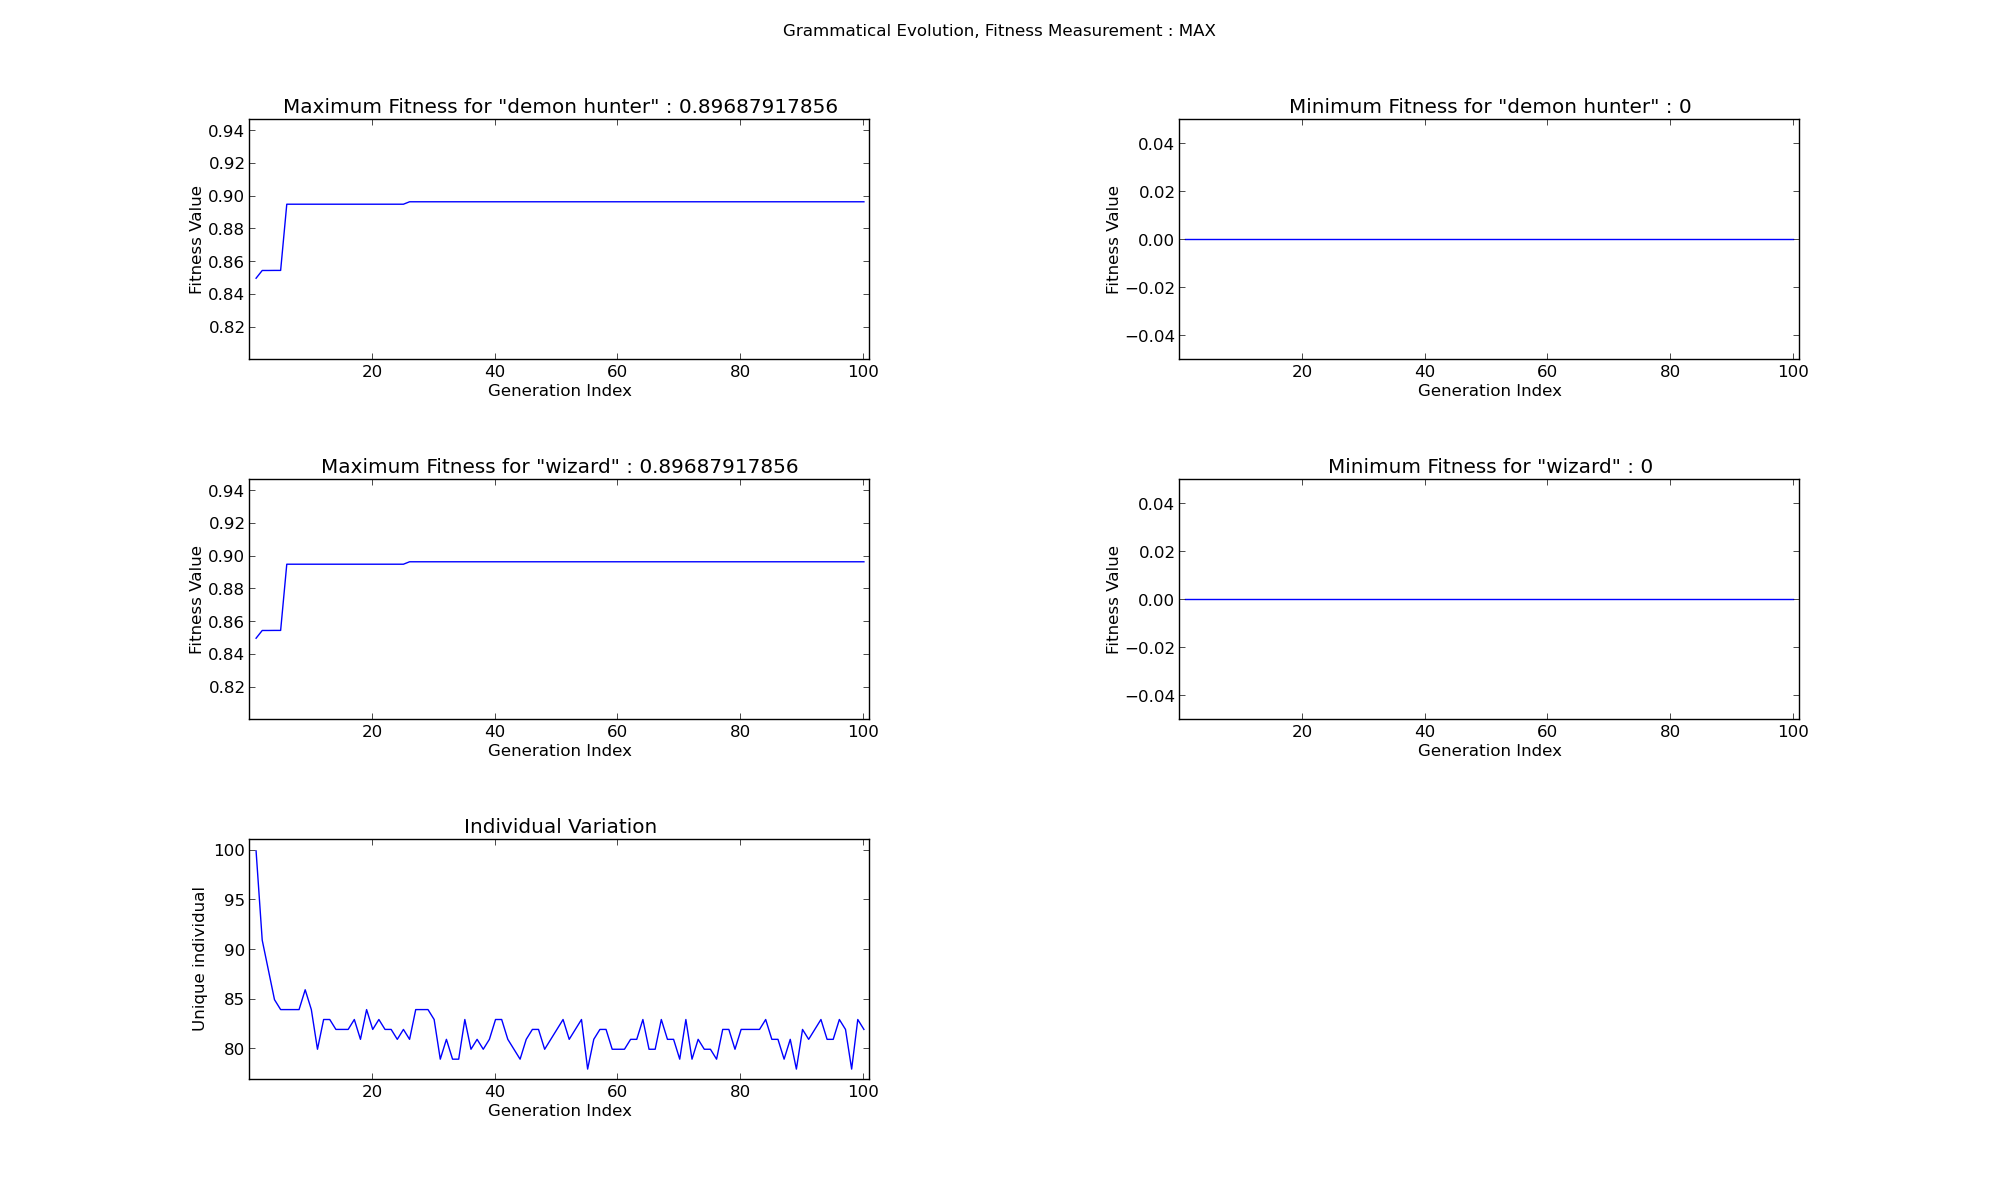 Grammatical Evolution, Fitness Measurement : MAX
Maximum Fitness for "demon hunter" : 0.89687917856
0.94
0.92
0.90
0.88
0.86
0.84
0.82
Fitness Value
20 40 60 80 100
Generation Index
Minimum Fitness for "demon hunter" : 0
0.04
0.02
0.00
−0.02
−0.04
Fitness Value
20 40 60 80 100
Generation Index
Maximum Fitness for "wizard" : 0.89687917856
0.94
0.92
0.90
0.88
0.86
0.84
0.82
Fitness Value
20 40 60 80 100
Generation Index
Minimum Fitness for "wizard" : 0
0.04
0.02
0.00
−0.02
−0.04
Fitness Value
20 40 60 80 100
Generation Index
Individual Variation
100
95
90
85
80
Unique individual
20 40 60 80 100
Generation Index